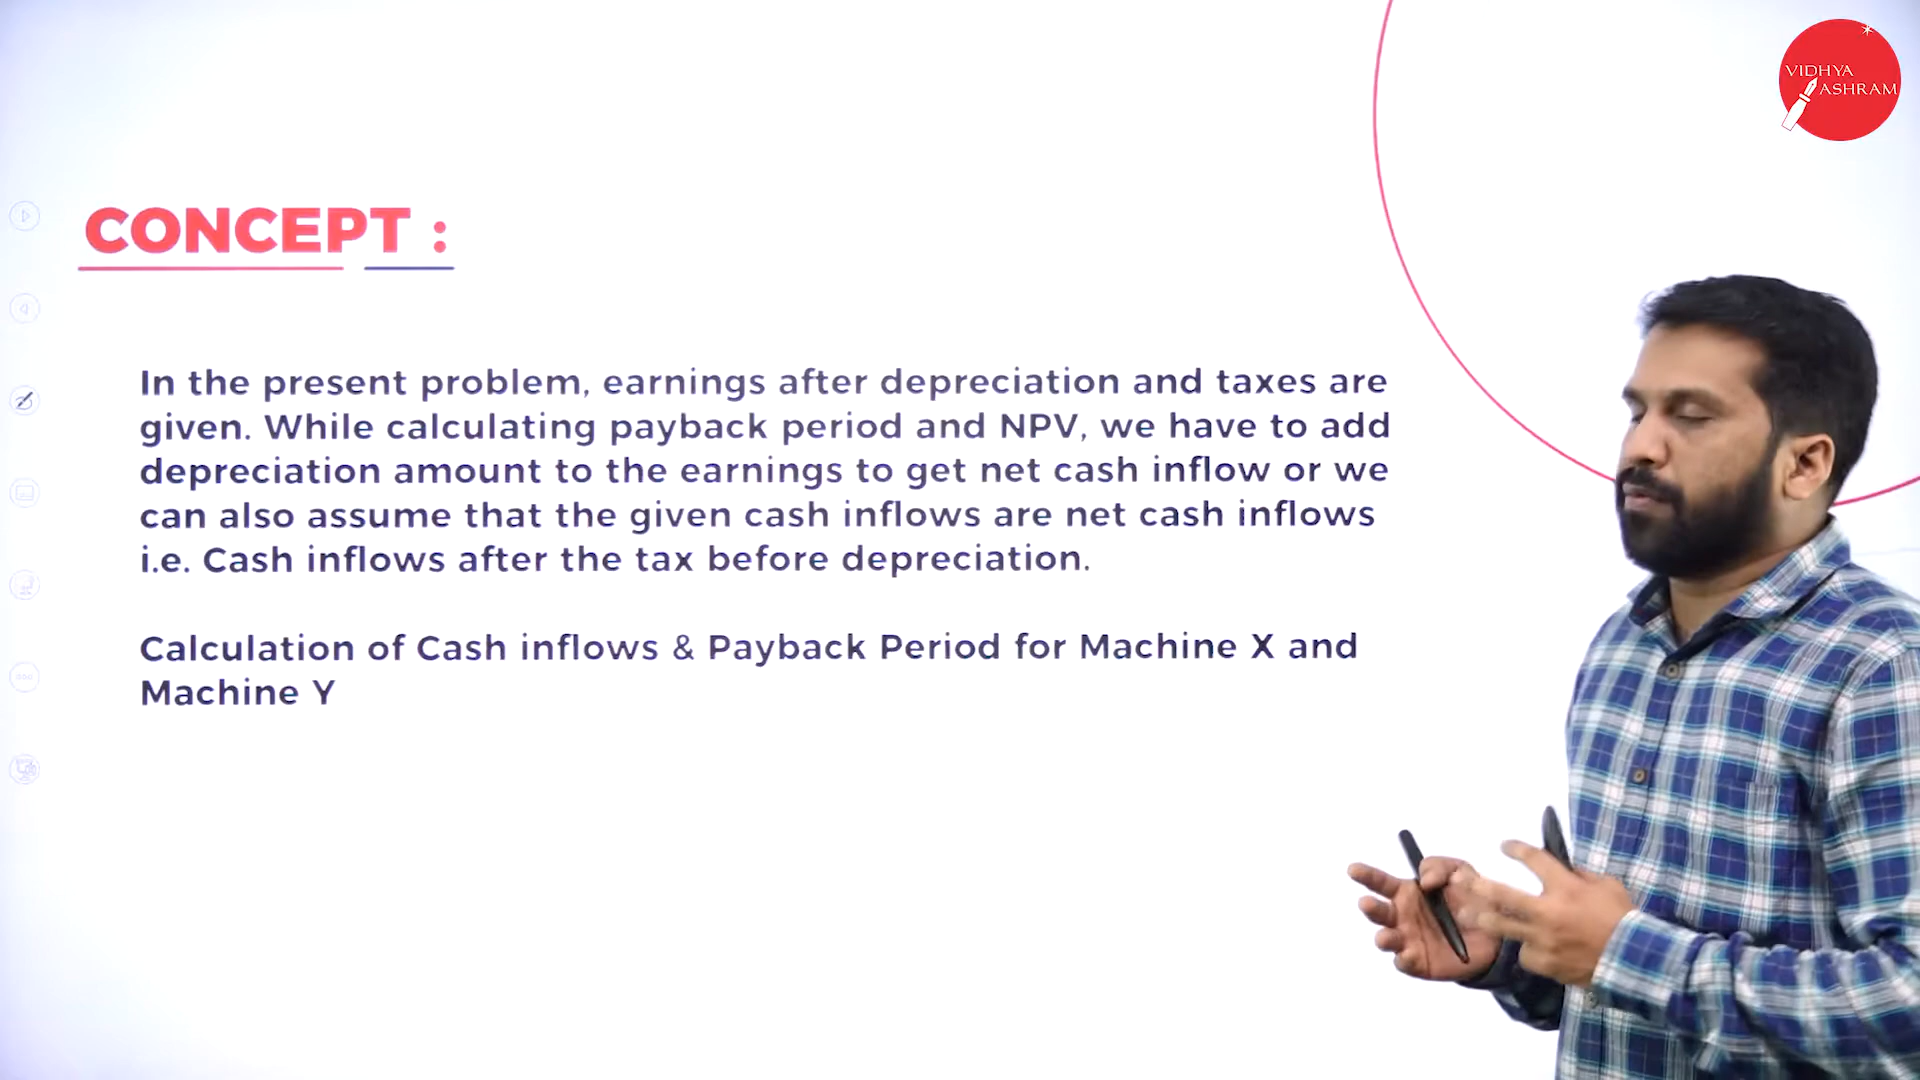 VIDHYA
ASHRAM
CONCEPT :
In the present problem, earnings after depreciation and taxes are
given. While calculating payback period and NPV, we have to add
depreciation amount to the earnings to get net cash inflow or we
can also assume that the given cash inflows are net cash inflows
i.e. Cash inflows after the tax before depreciation.
Calculation of Cash inflows & Payback Period for Machine X and
Machine Y